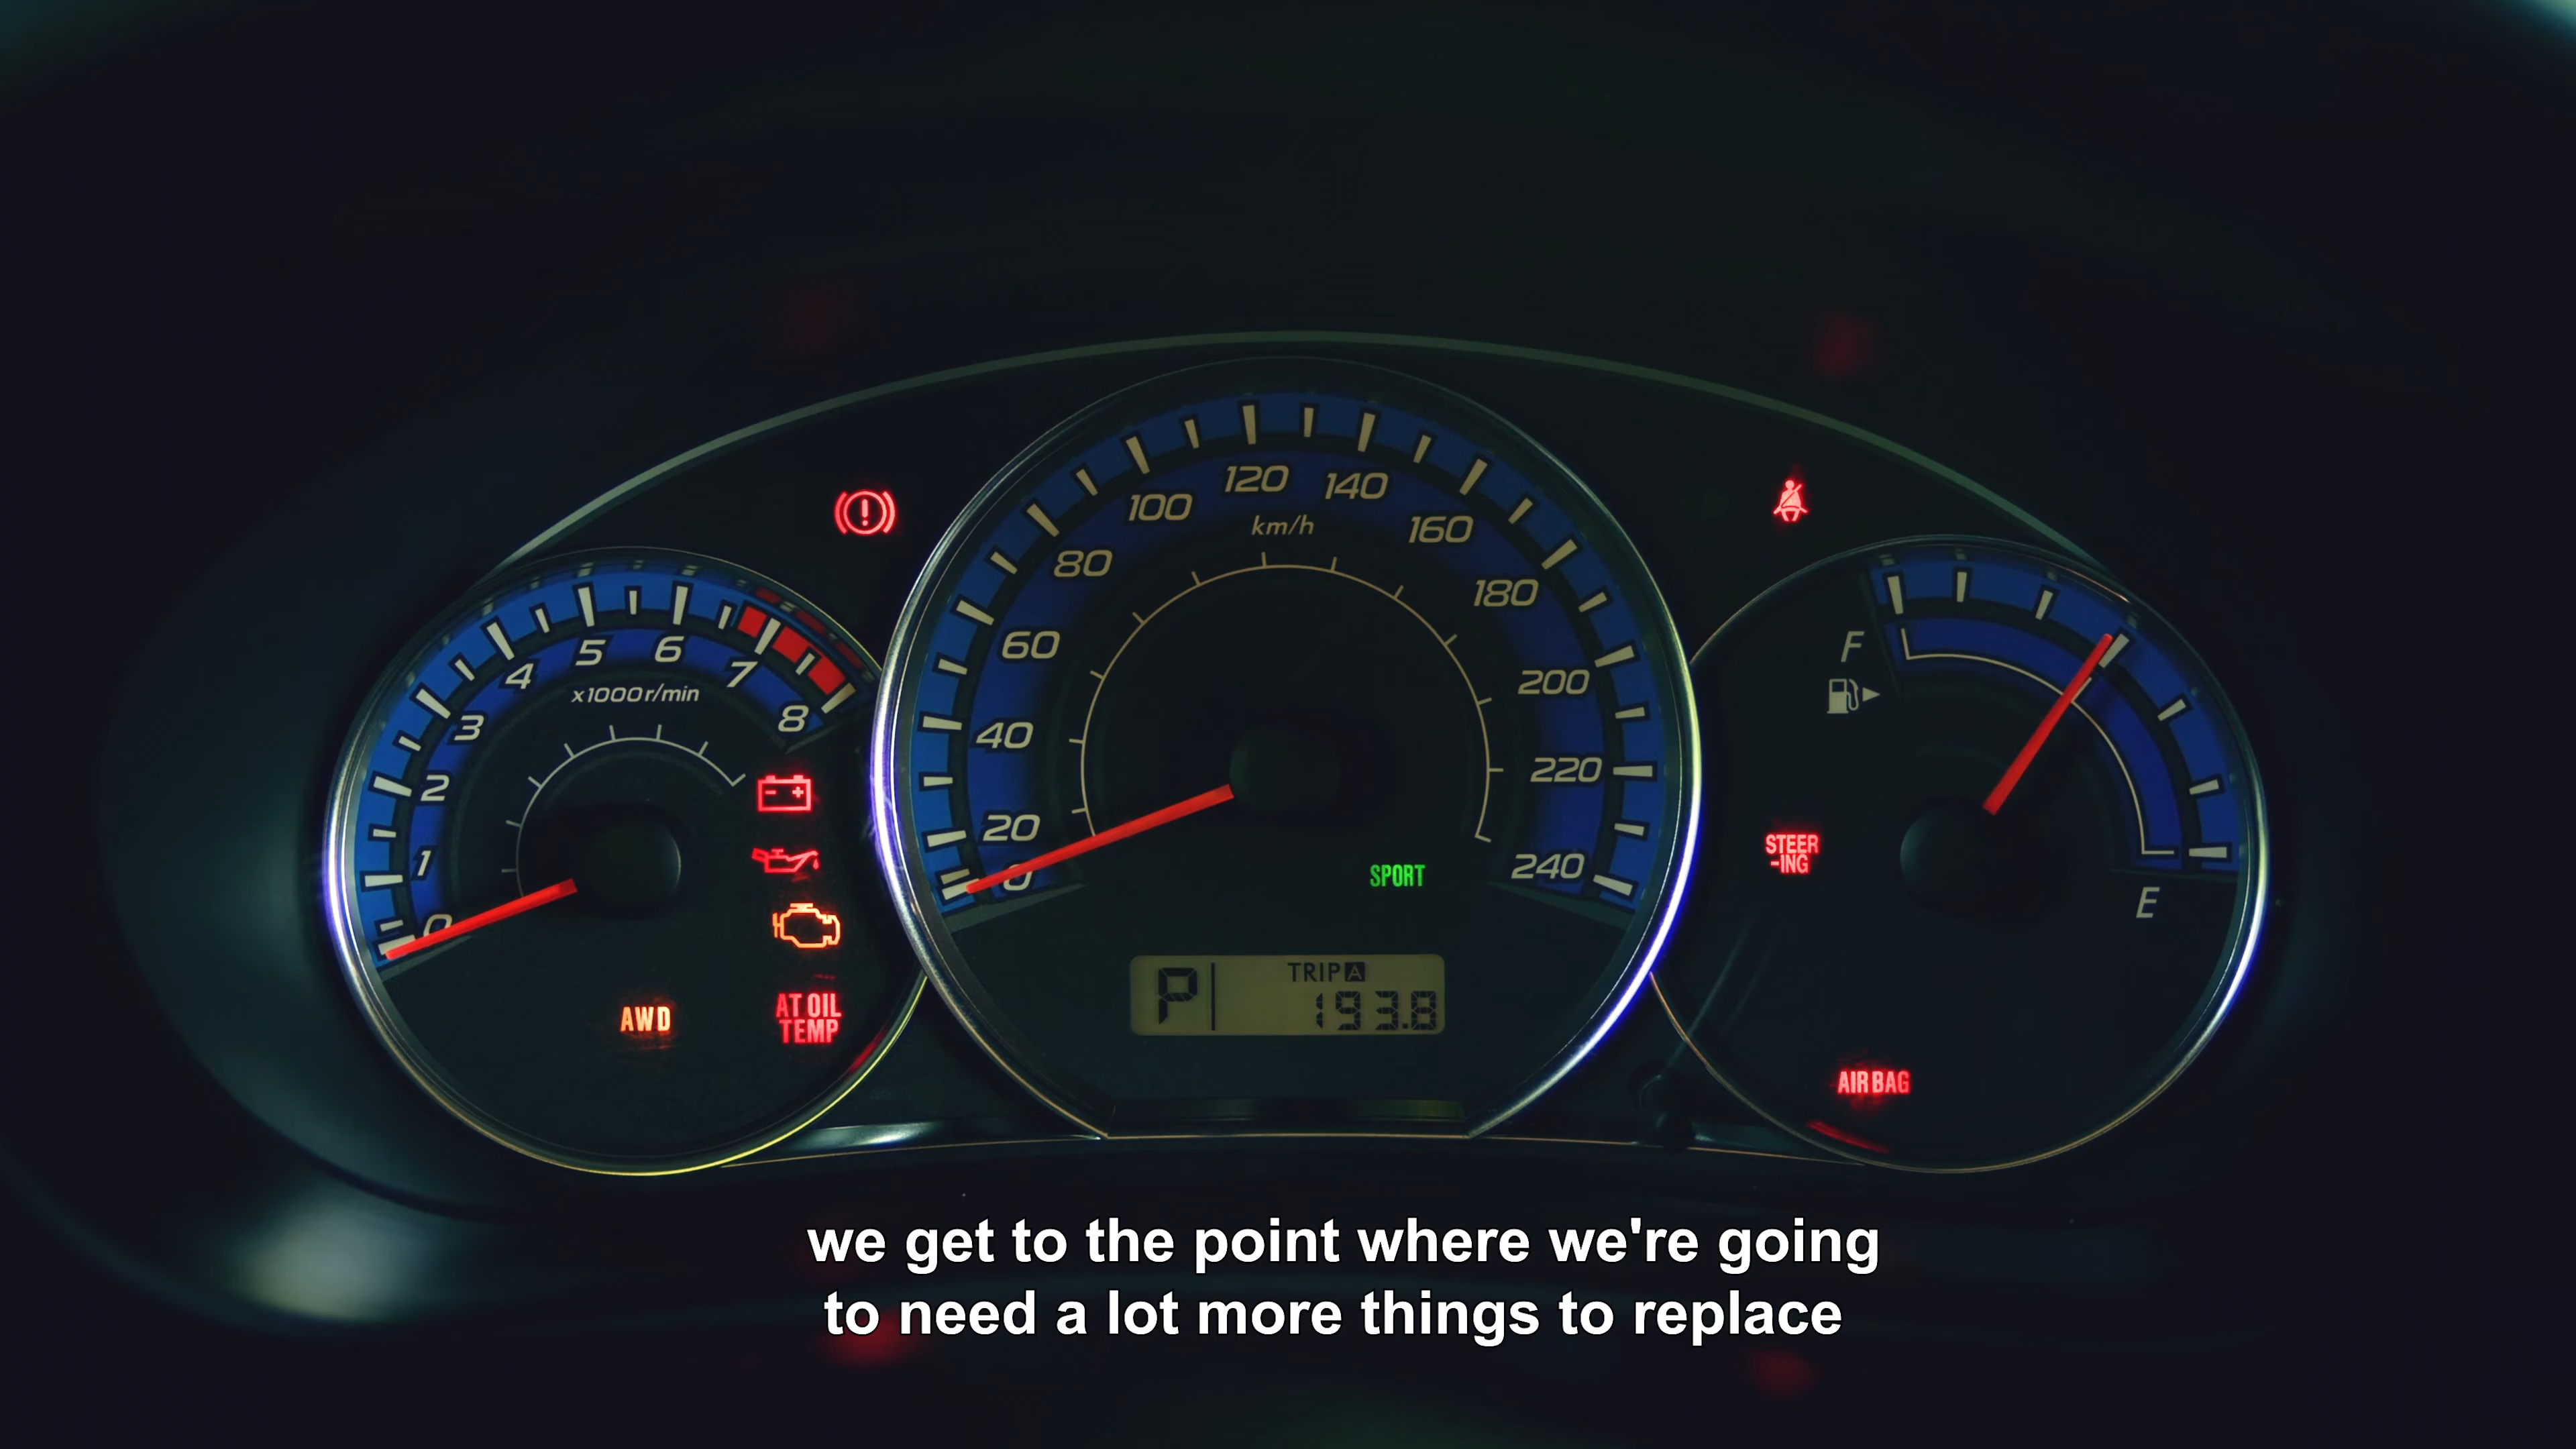 120
140
100
km/h
160
80
180
60
5
6
F
4
7
200
x1000r/min
3
8
40
220
2
20
STEER
-ING
1
0
SPORT
240
0
E
P
TRIP A
193.8
AWD
AT OIL
TEMP
AIR BAG
we get to the point where we're going
to need a lot more things to replace